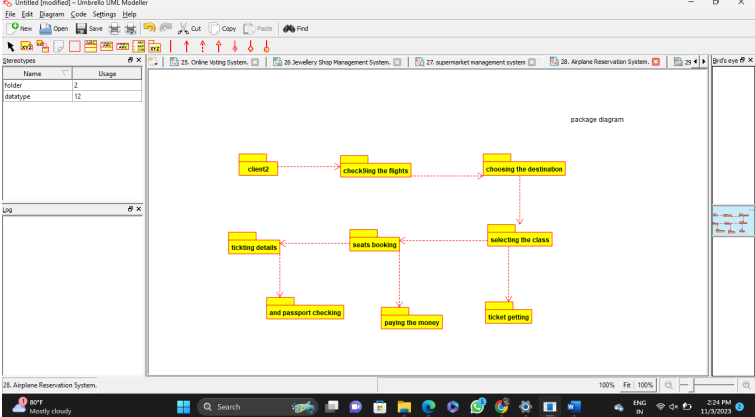 Untitled [modified] – Umbrello UML Modeller
File Edit Diagram Code Settings Help
New Open Save Cut Copy Paste Find
Stereotypes
25. Online Voting System. 26 Jewellery Shop Management System. 27. supermarket management system 28. Airplane Reservation System. 29
Bird's eye
Name Usage
folder 2
datatype 12
package diagram
client2
check9ing the flights
choosing the destination
Log
tickting details
seats booking
selecting the class
and passport checking
paying the money
ticket getting
28. Airplane Reservation System.
100% Fit 100%
80°F
Mostly cloudy
Search
ENG
IN
2:24 PM
11/3/2023